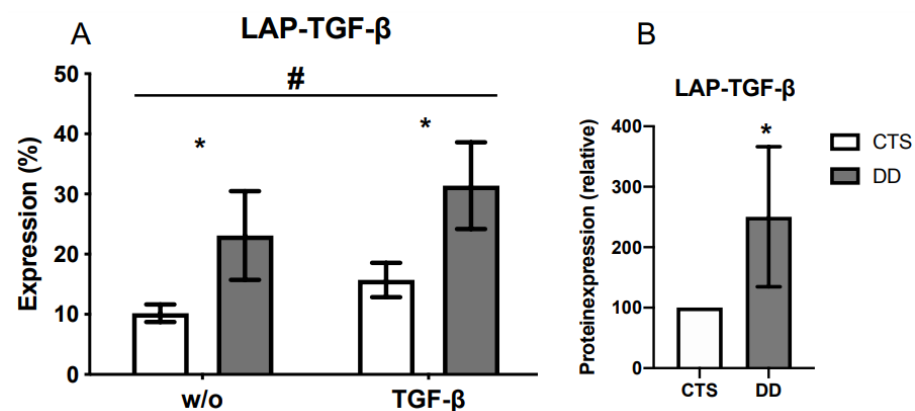 A
LAP-TGF-β
#
*
*
50
40
30
20
10
0
Expression (%)
w/o
TGF-β
B
LAP-TGF-β
*
400
300
200
100
0
Proteinexpression (relative)
CTS
DD
CTS
DD